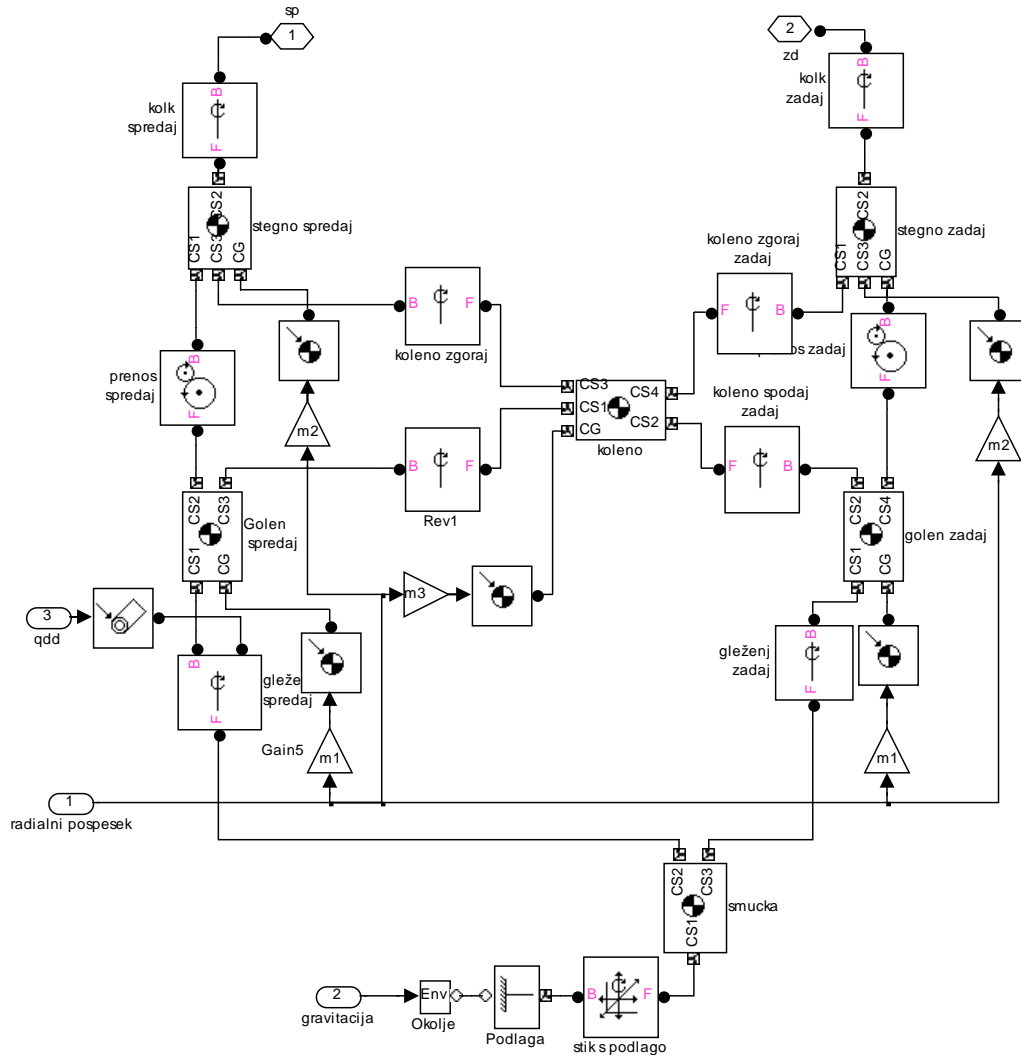 sp
1
2
zd
B
kolk
spredaj
F
B
kolk
zadaj
F
CS2
stegno spredaj
CS1
CS3
CG
CS2
stegno zadaj
CS1
CS3
CG
koleno zgoraj
zadaj
B
F
koleno zgoraj
F
B
os zadaj
B
F
prenos
spredaj
B
F
m2
CS3
CS4
CS1
CS2
CG
koleno
koleno spodaj
zadaj
m2
B
F
Rev1
F
B
CS2
CS3
Golen
spredaj
CS1
CG
CS2
CS4
golen zadaj
CS1
CG
m3
3
qdd
B
gleže
spredaj
F
gleženj
zadaj
B
F
Gain5
m1
m1
1
radialni pospesek
CS2
CS3
smucka
CS1
2
gravitacija
Env
Okolje
Podlaga
B
F
stik s podlago